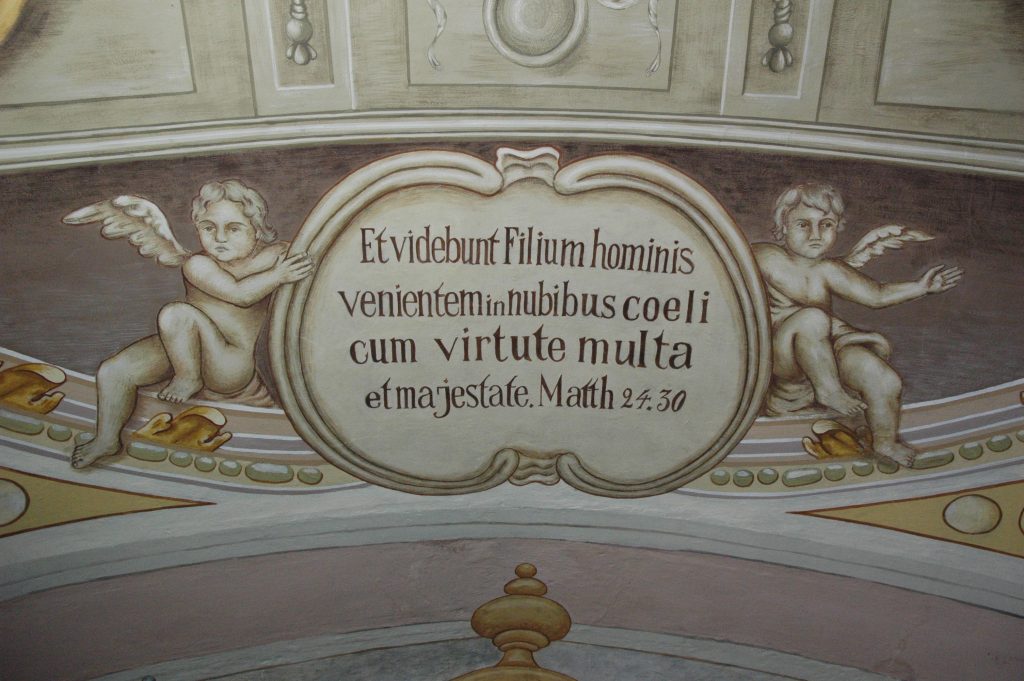 Et videbunt Filium hominis
venientem in nubibus coeli
cum virtute multa
et majestate. Matth 24.30